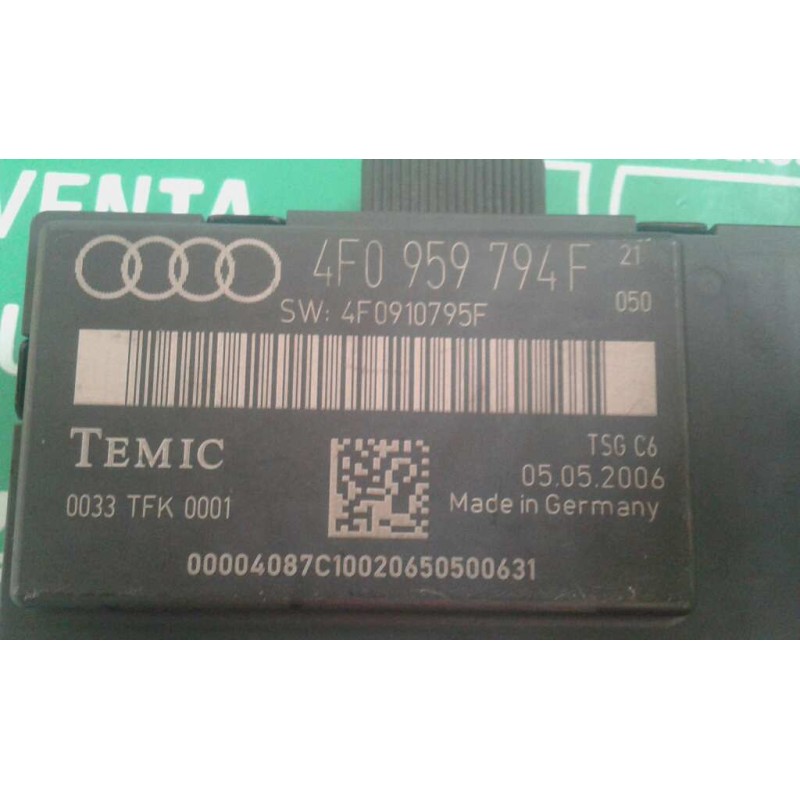 VENTA
4F0 959 794 F 21
SW: 4F0910795F 050
TEMIC
TSG C6
05.05.2006
0033 TFK 0001
Made in Germany
00004087C10020650500631